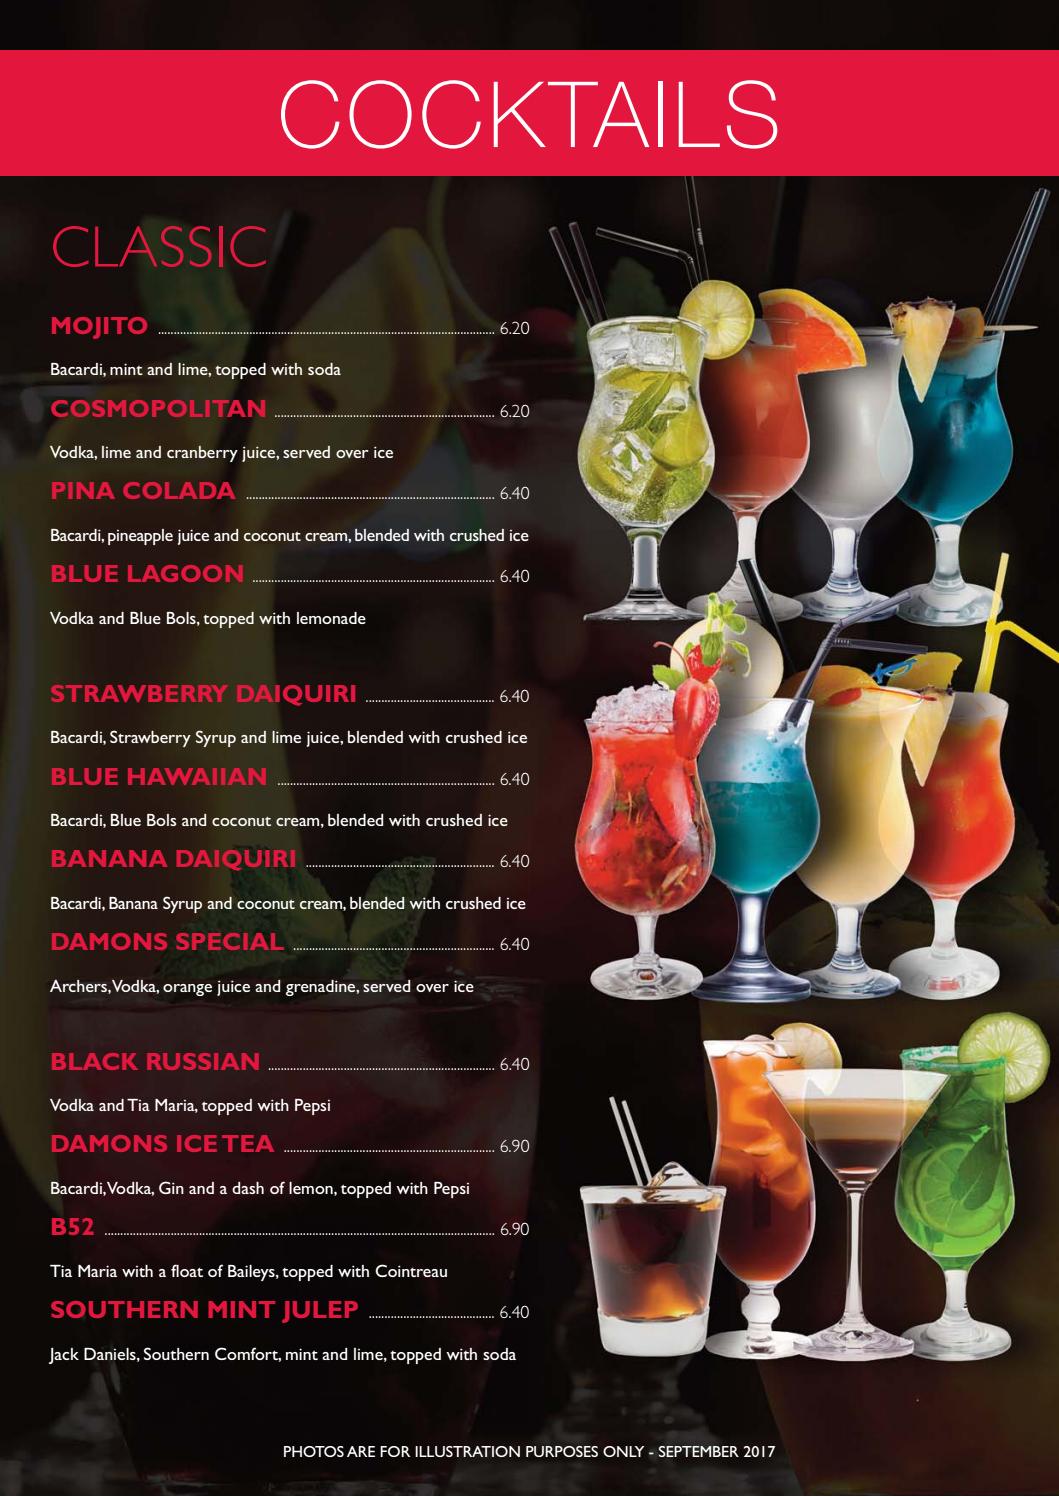 COCKTAILS
CLASSIC
MOJITO 6.20
Bacardi, mint and lime, topped with soda
COSMOPOLITAN 6.20
Vodka, lime and cranberry juice, served over ice
PINA COLADA 6.40
Bacardi, pineapple juice and coconut cream, blended with crushed ice
BLUE LAGOON 6.40
Vodka and Blue Bols, topped with lemonade
STRAWBERRY DAIQUIRI 6.40
Bacardi, Strawberry Syrup and lime juice, blended with crushed ice
BLUE HAWAIIAN 6.40
Bacardi, Blue Bols and coconut cream, blended with crushed ice
BANANA DAIQUIRI 6.40
Bacardi, Banana Syrup and coconut cream, blended with crushed ice
DAMONS SPECIAL 6.40
Archers, Vodka, orange juice and grenadine, served over ice
BLACK RUSSIAN 6.40
Vodka and Tia Maria, topped with Pepsi
DAMONS ICE TEA 6.90
Bacardi, Vodka, Gin and a dash of lemon, topped with Pepsi
B52 6.90
Tia Maria with a float of Baileys, topped with Cointreau
SOUTHERN MINT JULEP 6.40
Jack Daniels, Southern Comfort, mint and lime, topped with soda
PHOTOS ARE FOR ILLUSTRATION PURPOSES ONLY - SEPTEMBER 2017